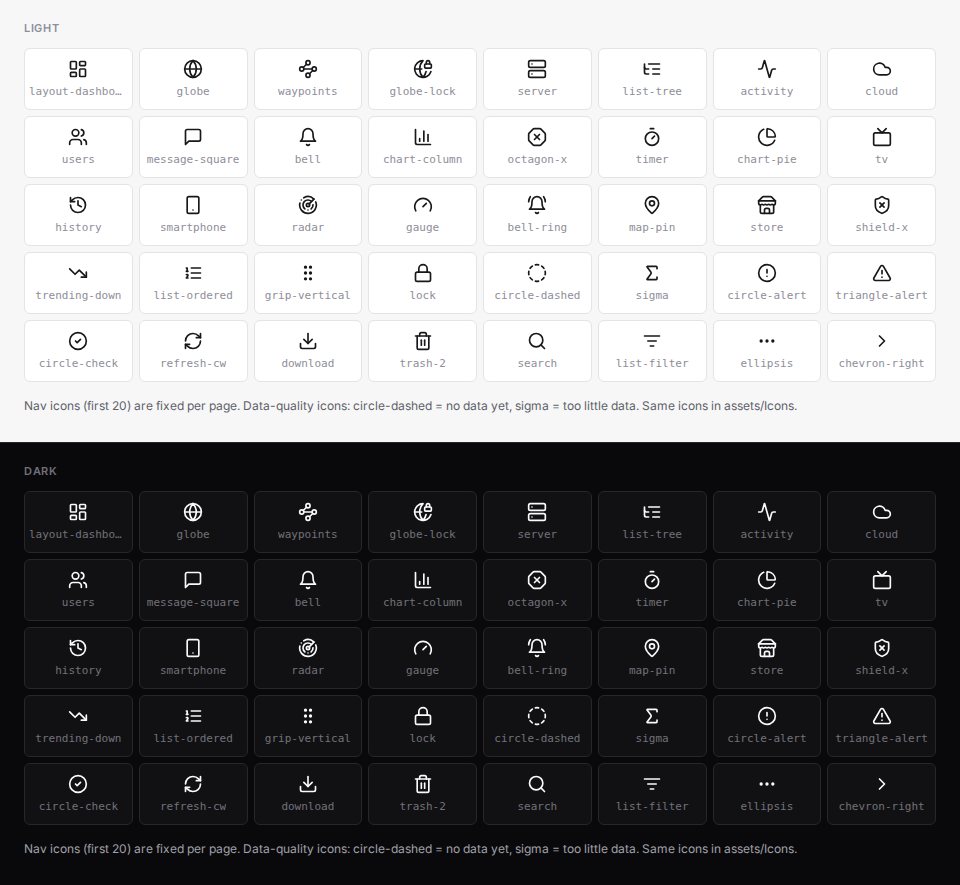 LIGHT
layout-dashbo… globe waypoints globe-lock server list-tree activity cloud
users message-square bell chart-column octagon-x timer chart-pie tv
history smartphone radar gauge bell-ring map-pin store shield-x
trending-down list-ordered grip-vertical lock circle-dashed sigma circle-alert triangle-alert
circle-check refresh-cw download trash-2 search list-filter ellipsis chevron-right
Nav icons (first 20) are fixed per page. Data-quality icons: circle-dashed = no data yet, sigma = too little data. Same icons in assets/icons.
DARK
layout-dashbo… globe waypoints globe-lock server list-tree activity cloud
users message-square bell chart-column octagon-x timer chart-pie tv
history smartphone radar gauge bell-ring map-pin store shield-x
trending-down list-ordered grip-vertical lock circle-dashed sigma circle-alert triangle-alert
circle-check refresh-cw download trash-2 search list-filter ellipsis chevron-right
Nav icons (first 20) are fixed per page. Data-quality icons: circle-dashed = no data yet, sigma = too little data. Same icons in assets/icons.